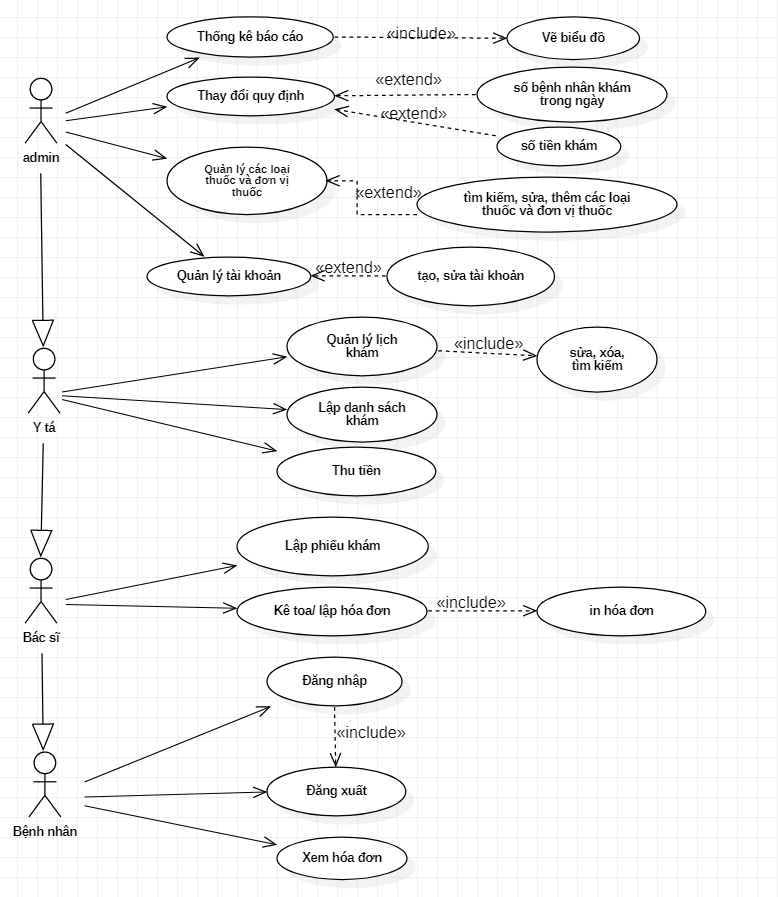 Thống kê báo cáo
«include»
Vẽ biểu đồ
Thay đổi quy định
«extend»
số bệnh nhân khám
trong ngày
«extend»
số tiền khám
admin
Quản lý các loại
thuốc và đơn vị
thuốc
«extend»
tìm kiếm, sửa, thêm các loại
thuốc và đơn vị thuốc
Quản lý tài khoản
«extend»
tạo, sửa tài khoản
Quản lý lịch
khám
«include»
sửa, xóa,
tìm kiếm
Lập danh sách
khám
Y tá
Thu tiền
Lập phiếu khám
Kê toa/ lập hóa đơn
«include»
in hóa đơn
Bác sĩ
Đăng nhập
«include»
Đăng xuất
Bệnh nhân
Xem hóa đơn